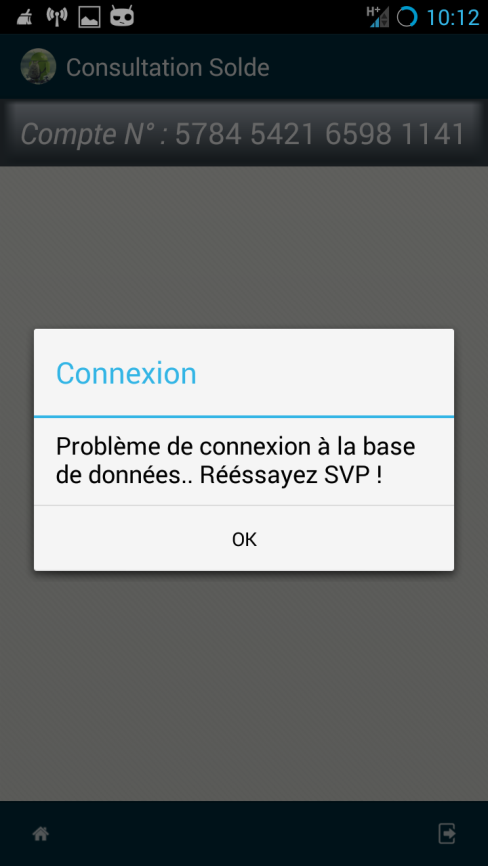 H+ 10:12
Consultation Solde
Compte N° : 5784 5421 6598 1141
Connexion
Problème de connexion à la base
de données.. Rééssayez SVP !
OK